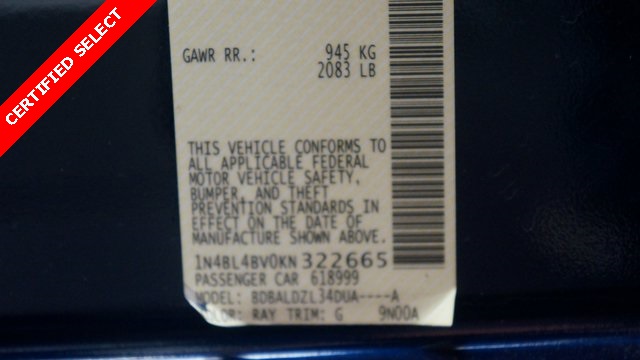 CERTIFIED SELECT
GAWR RR.: 945 KG
2083 LB
THIS VEHICLE CONFORMS TO
ALL APPLICABLE FEDERAL
MOTOR VEHICLE SAFETY,
BUMPER, AND THEFT
PREVENTION STANDARDS IN
EFFECT ON THE DATE OF
MANUFACTURE SHOWN ABOVE.
1N4BL4BV0KN322665
PASSENGER CAR 618999
MODEL: BDBALDZL34DUA----A
RAY TRIM: G 9N00A